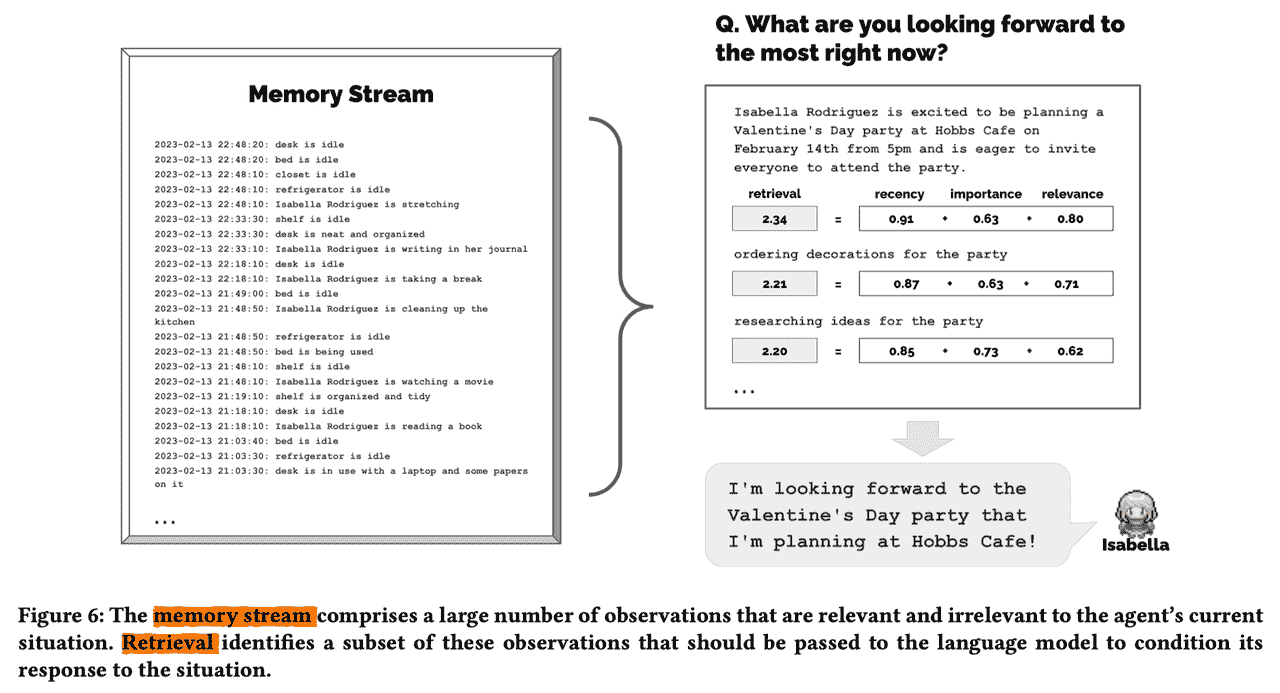 Memory Stream
2023-02-13 22:48:20: desk is idle
2023-02-13 22:48:20: bed is idle
2023-02-13 22:48:10: closet is idle
2023-02-13 22:48:10: refrigerator is idle
2023-02-13 22:48:10: Isabella Rodriguez is stretching
2023-02-13 22:33:30: shelf is idle
2023-02-13 22:33:30: desk is neat and organized
2023-02-13 22:33:10: Isabella Rodriguez is writing in her journal
2023-02-13 22:18:10: desk is idle
2023-02-13 22:18:10: Isabella Rodriguez is taking a break
2023-02-13 21:49:00: bed is idle
2023-02-13 21:48:50: Isabella Rodriguez is cleaning up the
kitchen
2023-02-13 21:48:50: refrigerator is idle
2023-02-13 21:48:50: bed is being used
2023-02-13 21:48:10: shelf is idle
2023-02-13 21:48:10: Isabella Rodriguez is watching a movie
2023-02-13 21:19:10: shelf is organized and tidy
2023-02-13 21:18:10: desk is idle
2023-02-13 21:18:10: Isabella Rodriguez is reading a book
2023-02-13 21:03:40: bed is idle
2023-02-13 21:03:30: refrigerator is idle
2023-02-13 21:03:30: desk is in use with a laptop and some papers
on it
...
Q. What are you looking forward to
the most right now?
Isabella Rodriguez is excited to be planning a
Valentine's Day party at Hobbs Cafe on
February 14th from 5pm and is eager to invite
everyone to attend the party.
retrieval recency importance relevance
2.34 = 0.91 + 0.63 + 0.80
ordering decorations for the party
2.21 = 0.87 + 0.63 + 0.71
researching ideas for the party
2.20 = 0.85 + 0.73 + 0.62
...
I'm looking forward to the
Valentine's Day party that
I'm planning at Hobbs Cafe!
Isabella
Figure 6: The memory stream comprises a large number of observations that are relevant and irrelevant to the agent's current
situation. Retrieval identifies a subset of these observations that should be passed to the language model to condition its
response to the situation.